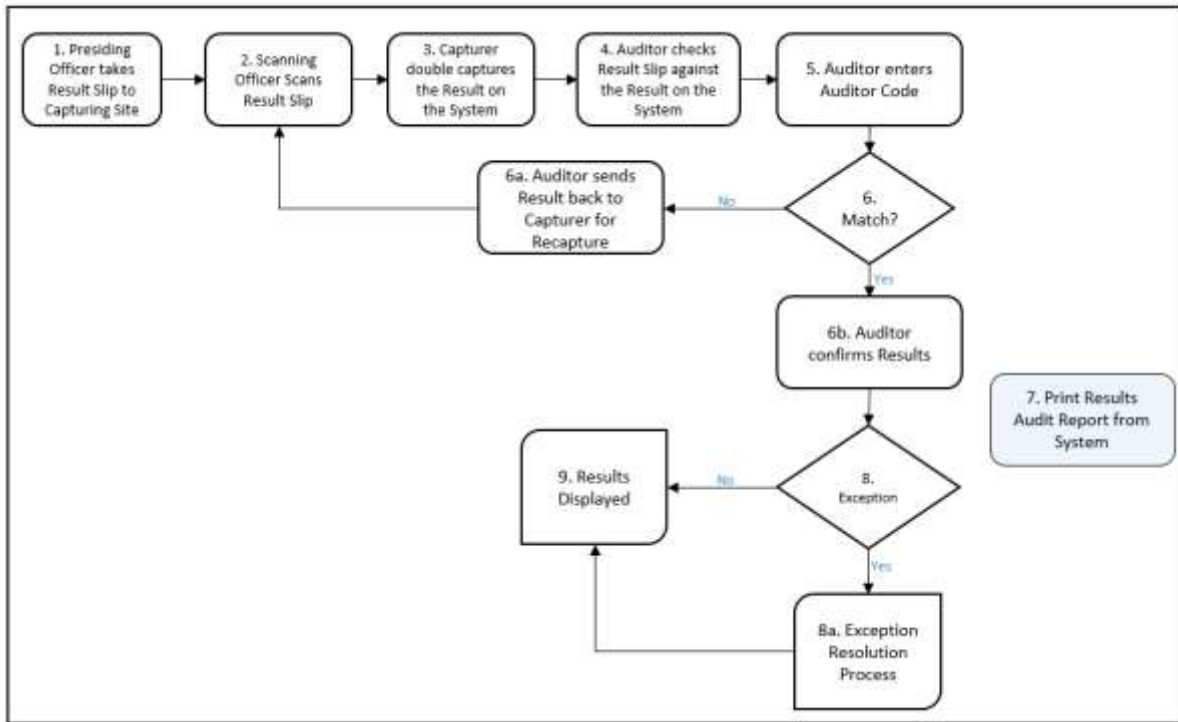 1. Presiding
Officer takes
Result Slip to
Capturing Site
2. Scanning
Officer Scans
Result Slip
3. Capturer
double captures
the Result on
the System
4. Auditor checks
Result Slip against
the Result on the
System
5. Auditor enters
Auditor Code
6a. Auditor sends
Result back to
Capturer for
Recapture
No
6.
Match?
Yes
6b. Auditor
confirms Results
7. Print Results
Audit Report from
System
9. Results
Displayed
No
8.
Exception
Yes
8a. Exception
Resolution
Process